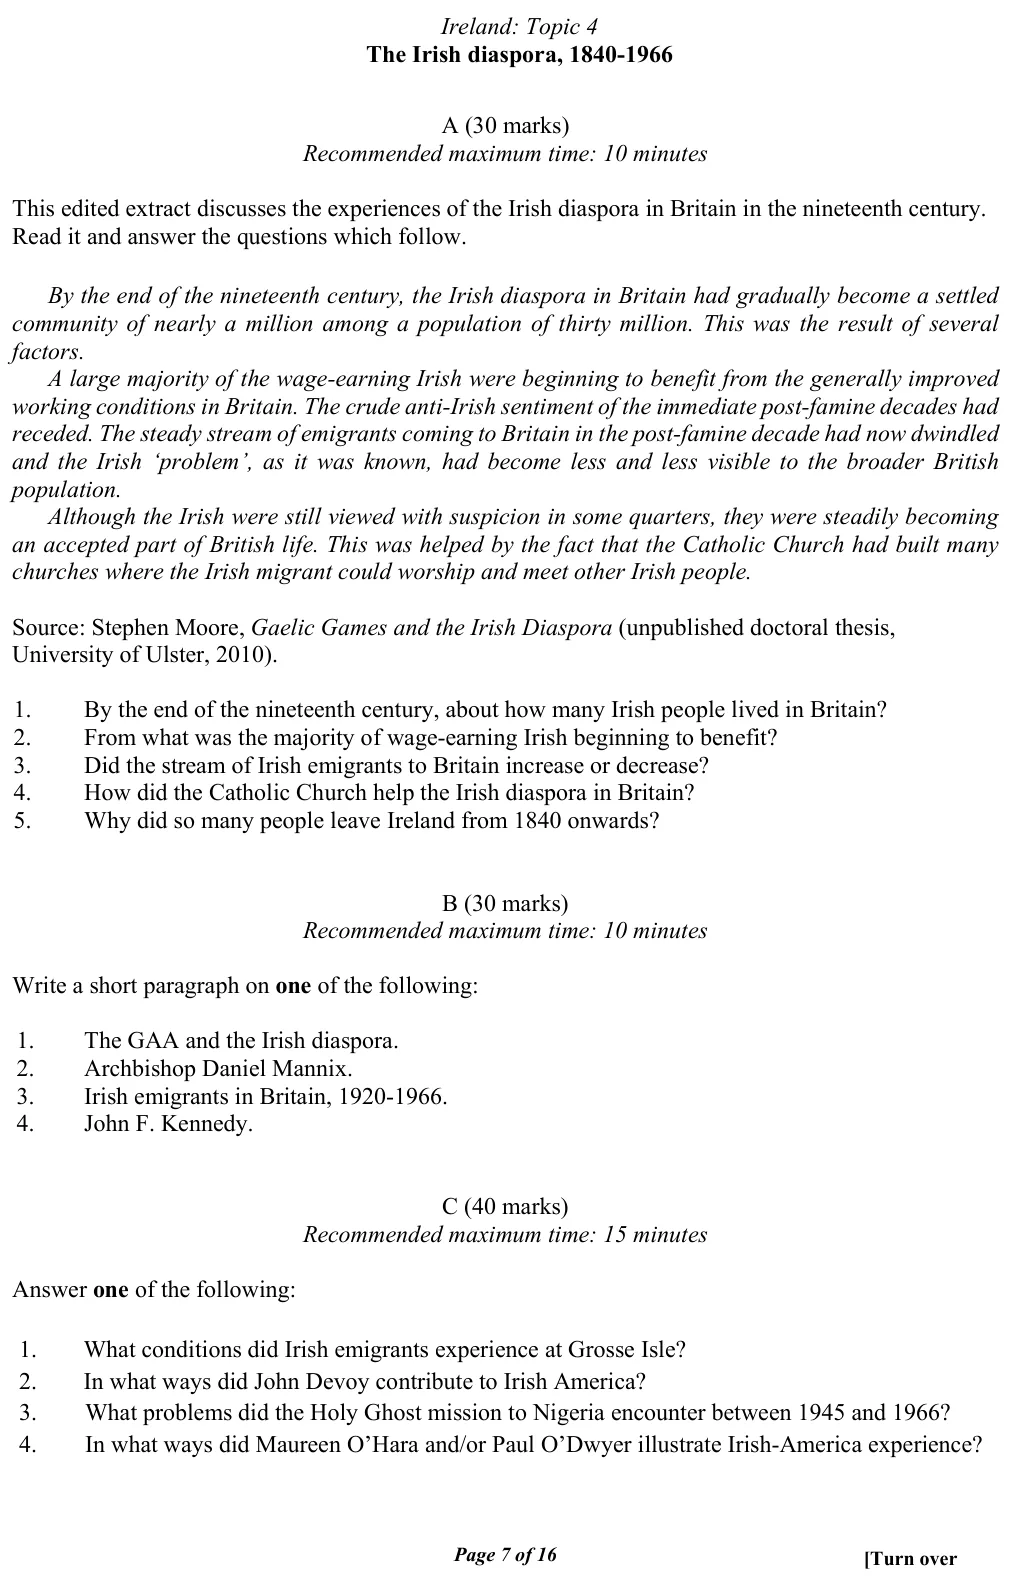 Ireland: Topic 4
The Irish diaspora, 1840-1966
A (30 marks)
Recommended maximum time: 10 minutes
This edited extract discusses the experiences of the Irish diaspora in Britain in the nineteenth century.
Read it and answer the questions which follow.
By the end of the nineteenth century, the Irish diaspora in Britain had gradually become a settled
community of nearly a million among a population of thirty million. This was the result of several
factors.
A large majority of the wage-earning Irish were beginning to benefit from the generally improved
working conditions in Britain. The crude anti-Irish sentiment of the immediate post-famine decades had
receded. The steady stream of emigrants coming to Britain in the post-famine decade had now dwindled
and the Irish ‘problem’, as it was known, had become less and less visible to the broader British
population.
Although the Irish were still viewed with suspicion in some quarters, they were steadily becoming
an accepted part of British life. This was helped by the fact that the Catholic Church had built many
churches where the Irish migrant could worship and meet other Irish people.
Source: Stephen Moore, Gaelic Games and the Irish Diaspora (unpublished doctoral thesis,
University of Ulster, 2010).
1. By the end of the nineteenth century, about how many Irish people lived in Britain?
2. From what was the majority of wage-earning Irish beginning to benefit?
3. Did the stream of Irish emigrants to Britain increase or decrease?
4. How did the Catholic Church help the Irish diaspora in Britain?
5. Why did so many people leave Ireland from 1840 onwards?
B (30 marks)
Recommended maximum time: 10 minutes
Write a short paragraph on one of the following:
1. The GAA and the Irish diaspora.
2. Archbishop Daniel Mannix.
3. Irish emigrants in Britain, 1920-1966.
4. John F. Kennedy.
C (40 marks)
Recommended maximum time: 15 minutes
Answer one of the following:
1. What conditions did Irish emigrants experience at Grosse Isle?
2. In what ways did John Devoy contribute to Irish America?
3. What problems did the Holy Ghost mission to Nigeria encounter between 1945 and 1966?
4. In what ways did Maureen O’Hara and/or Paul O’Dwyer illustrate Irish-America experience?
Page 7 of 16
[Turn over